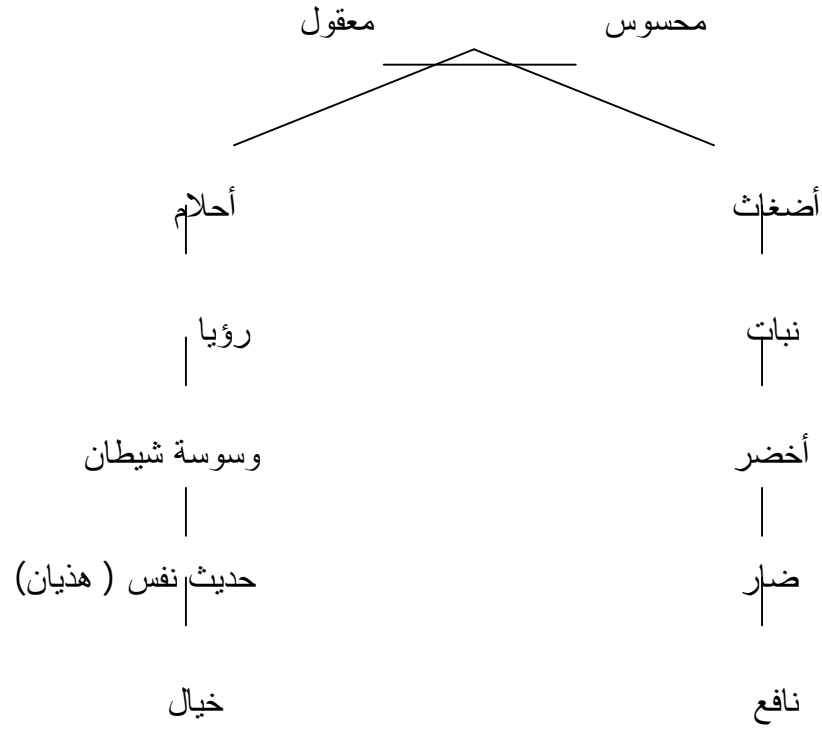 محسوس معقول
أضغاث أحلام
نبات رؤيا
أخضر وسوسة شيطان
ضار حديث نفس ( هذيان)
نافع خيال